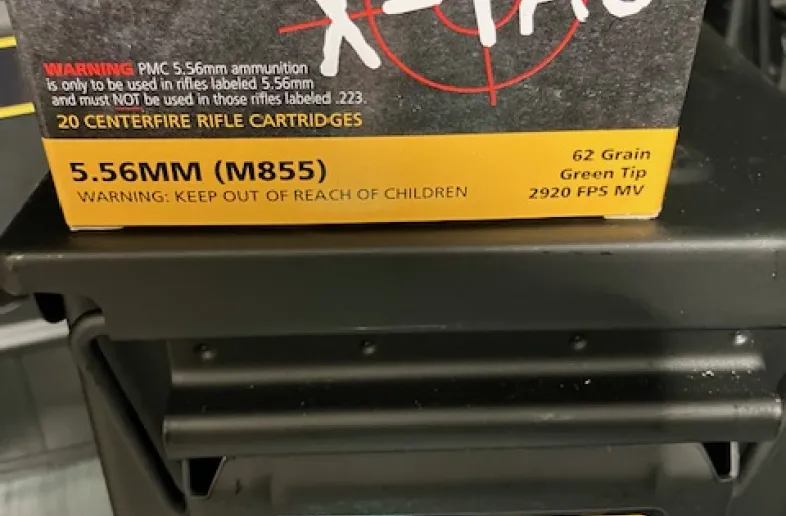 X-TAC
WARNING PMC 5.56mm ammunition
is only to be used in rifles labeled 5.56mm
and must NOT be used in those rifles labeled .223.
20 CENTERFIRE RIFLE CARTRIDGES
5.56MM (M855)
WARNING: KEEP OUT OF REACH OF CHILDREN
62 Grain
Green Tip
2920 FPS MV